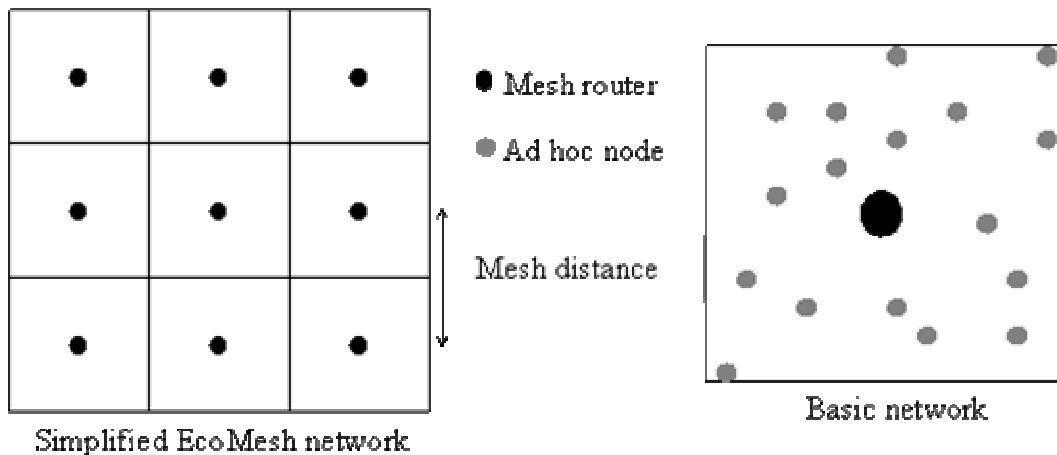 Mesh router
Ad hoc node
Mesh distance
Simplified EcoMesh network
Basic network